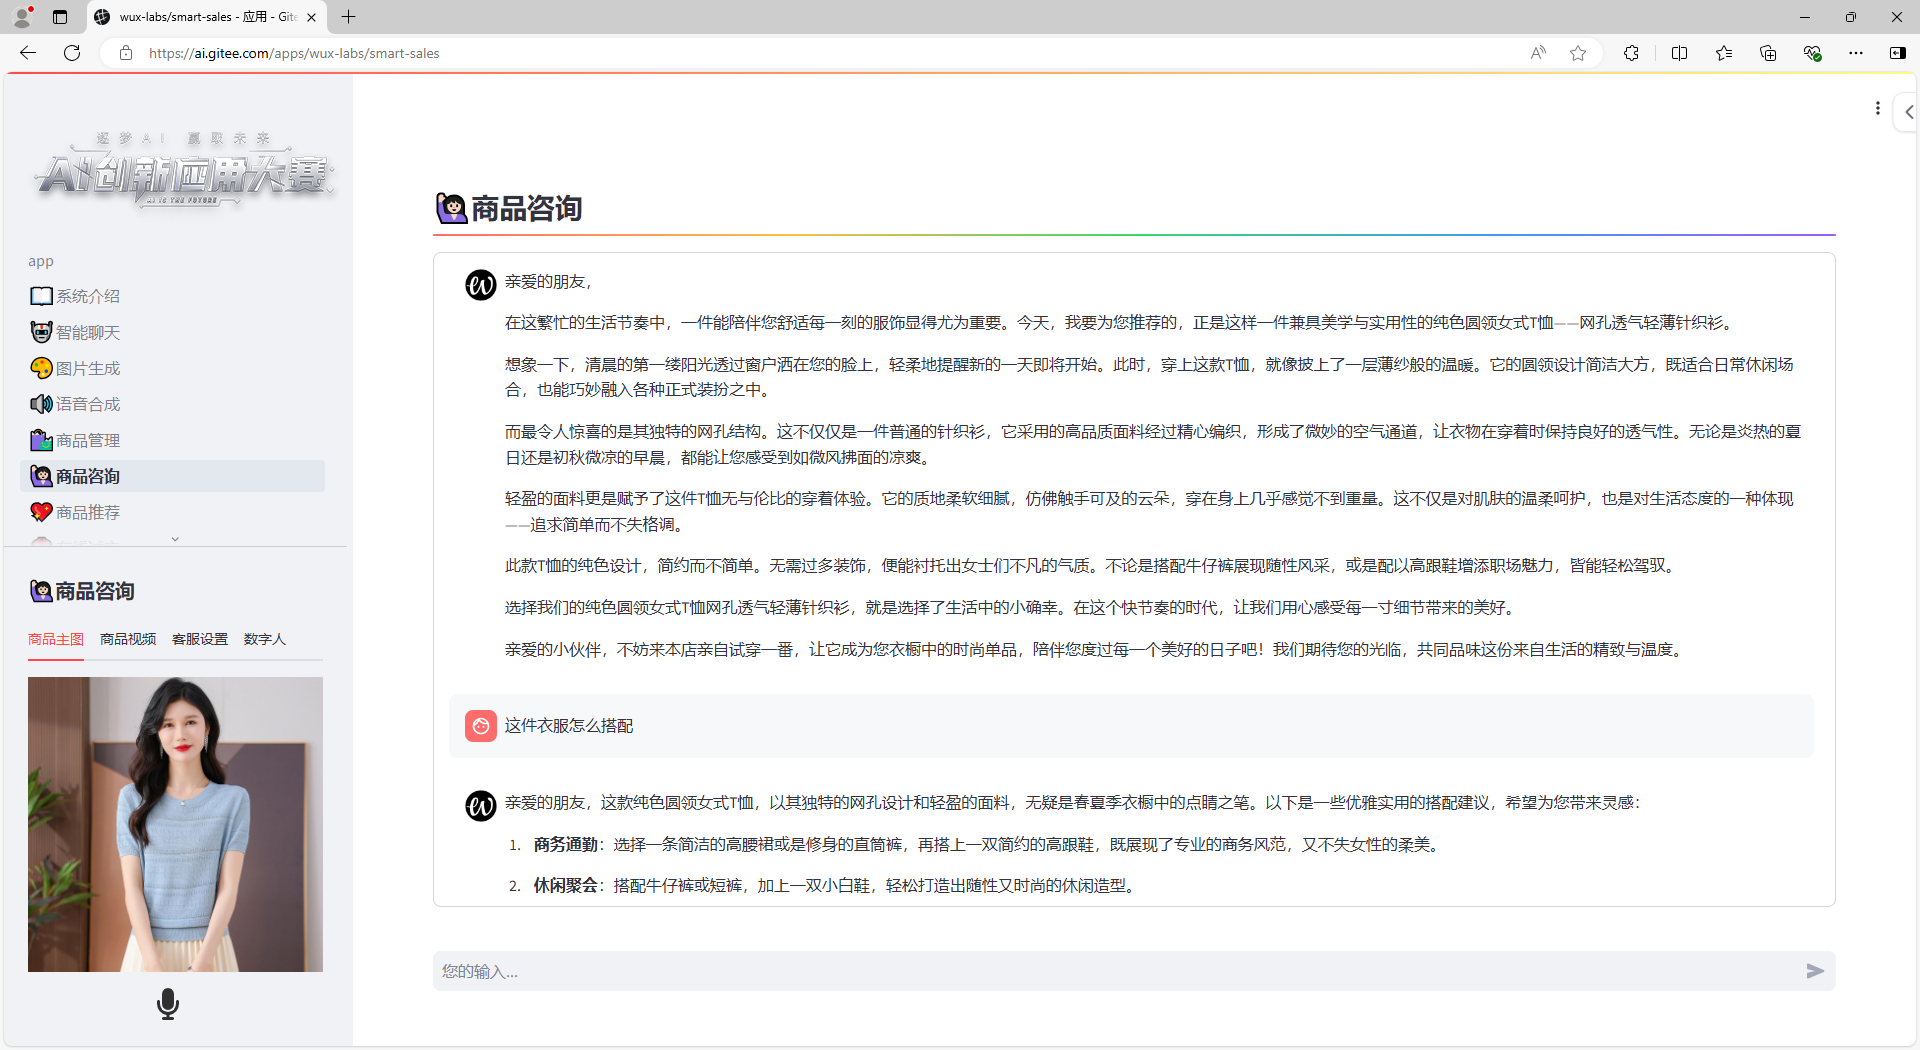 wux-labs/smart-sales - 应用 - Gite
https://ai.gitee.com/apps/wux-labs/smart-sales
逐梦AI 赢取未来
AI创新应用大赛
AI IS THE FUTURE
app
系统介绍
智能聊天
图片生成
语音合成
商品管理
商品咨询
商品推荐
商品咨询
商品主图 商品视频 客服设置 数字人
商品咨询
亲爱的朋友，
在这繁忙的生活节奏中，一件能陪伴您舒适每一刻的服饰显得尤为重要。今天，我要为您推荐的，正是这样一件兼具美学与实用性的纯色圆领女式T恤——网孔透气轻薄针织衫。
想象一下，清晨的第一缕阳光透过窗户洒在您的脸上，轻柔地提醒新的一天即将开始。此时，穿上这款T恤，就像披上了一层薄纱般的温暖。它的圆领设计简洁大方，既适合日常休闲场
合，也能巧妙融入各种正式装扮之中。
而最令人惊喜的是其独特的网孔结构。这不仅仅是一件普通的针织衫，它采用的高品质面料经过精心编织，形成了微妙的空气通道，让衣物在穿着时保持良好的透气性。无论是炎热的夏
日还是初秋微凉的早晨，都能让您感受到如微风拂面的凉爽。
轻盈的面料更是赋予了这件T恤无与伦比的穿着体验。它的质地柔软细腻，仿佛触手可及的云朵，穿在身上几乎感觉不到重量。这不仅是对肌肤的温柔呵护，也是对生活态度的一种体现
——追求简单而不失格调。
此款T恤的纯色设计，简约而不简单。无需过多装饰，便能衬托出女士们不凡的气质。不论是搭配牛仔裤展现随性风采，或是配以高跟鞋增添职场魅力，皆能轻松驾驭。
选择我们的纯色圆领女式T恤网孔透气轻薄针织衫，就是选择了生活中的小确幸。在这个快节奏的时代，让我们用心感受每一寸细节带来的美好。
亲爱的小伙伴，不妨来本店亲自试穿一番，让它成为您衣橱中的时尚单品，陪伴您度过每一个美好的日子吧！我们期待您的光临，共同品味这份来自生活的精致与温度。
这件衣服怎么搭配
亲爱的朋友，这款纯色圆领女式T恤，以其独特的网孔设计和轻盈的面料，无疑是春夏季衣橱中的点睛之笔。以下是一些优雅实用的搭配建议，希望为您带来灵感：
1. 商务通勤：选择一条简洁的高腰裙或是修身的直筒裤，再搭上一双简约的高跟鞋，既展现了专业的商务风范，又不失女性的柔美。
2. 休闲聚会：搭配牛仔裤或短裤，加上一双小白鞋，轻松打造出随性又时尚的休闲造型。
您的输入...